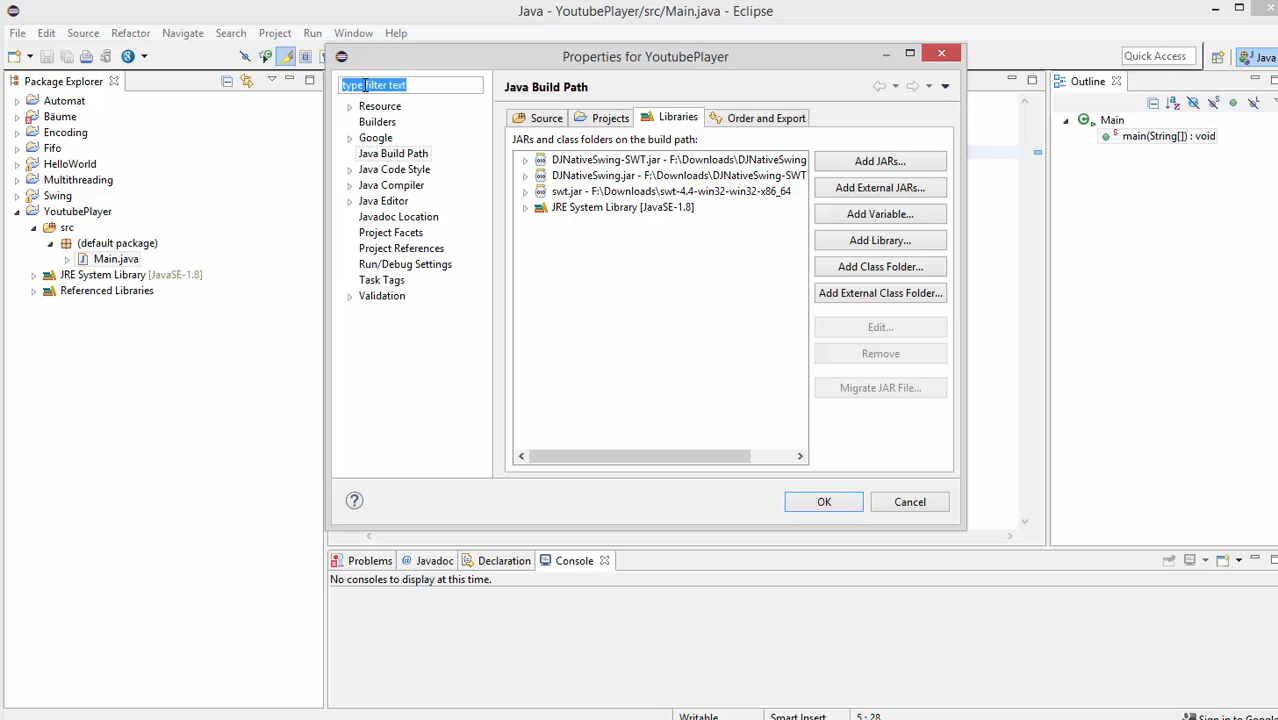 Java - YoutubePlayer/src/Main.java - Eclipse
File Edit Source Refactor Navigate Search Project Run Window Help
Quick Access
Java
Package Explorer
Automat
Bäume
Encoding
Fifo
HelloWorld
Multithreading
Swing
YoutubePlayer
src
(default package)
Main.java
JRE System Library [JavaSE-1.8]
Referenced Libraries
Properties for YoutubePlayer
type filter text
Resource
Builders
Google
Java Build Path
Java Code Style
Java Compiler
Java Editor
Javadoc Location
Project Facets
Project References
Run/Debug Settings
Task Tags
Validation
Java Build Path
Source Projects Libraries Order and Export
JARs and class folders on the build path:
DJNativeSwing-SWT.jar - F:\Downloads\DJNativeSwing
DJNativeSwing.jar - F:\Downloads\DJNativeSwing-SWT
swt.jar - F:\Downloads\swt-4.4-win32-win32-x86_64
JRE System Library [JavaSE-1.8]
Add JARs...
Add External JARs...
Add Variable...
Add Library...
Add Class Folder...
Add External Class Folder...
Edit...
Remove
Migrate JAR File...
OK Cancel
Outline
Main
main(String[]) : void
Problems Javadoc Declaration Console
No consoles to display at this time.
Writable Smart Insert 5 : 28 Sign in to Google